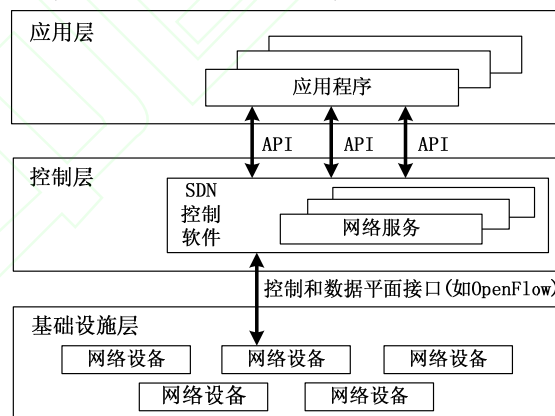 应用层
应用程序
API API API
控制层
SDN
控制
软件
网络服务
控制和数据平面接口(如OpenFlow)
基础设施层
网络设备 网络设备 网络设备
网络设备 网络设备